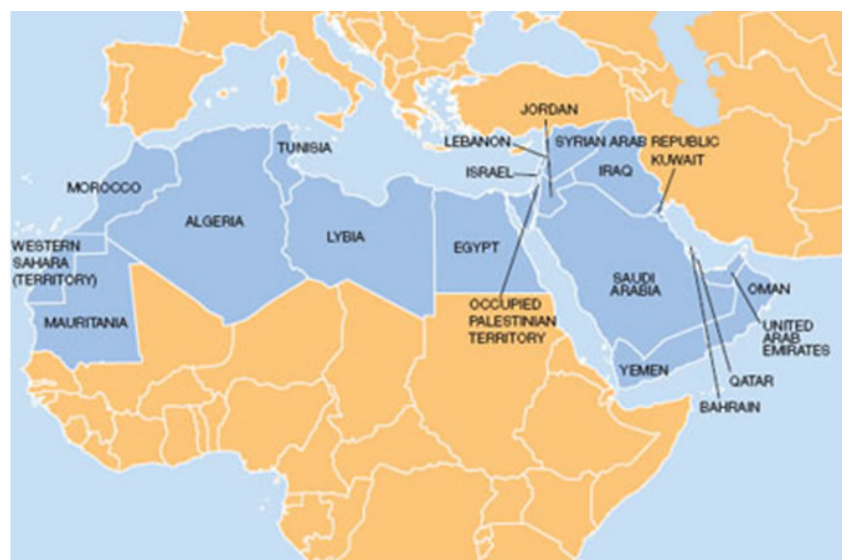 JORDAN
LEBANON
SYRIAN ARAB REPUBLIC
TUNISIA
KUWAIT
ISRAEL
IRAQ
MOROCCO
ALGERIA
LYBIA
EGYPT
WESTERN
SAHARA
(TERRITORY)
SAUDI
ARABIA
OMAN
OCCUPIED
PALESTINIAN
TERRITORY
MAURITANIA
UNITED
ARAB
EMIRATES
YEMEN
QATAR
BAHRAIN